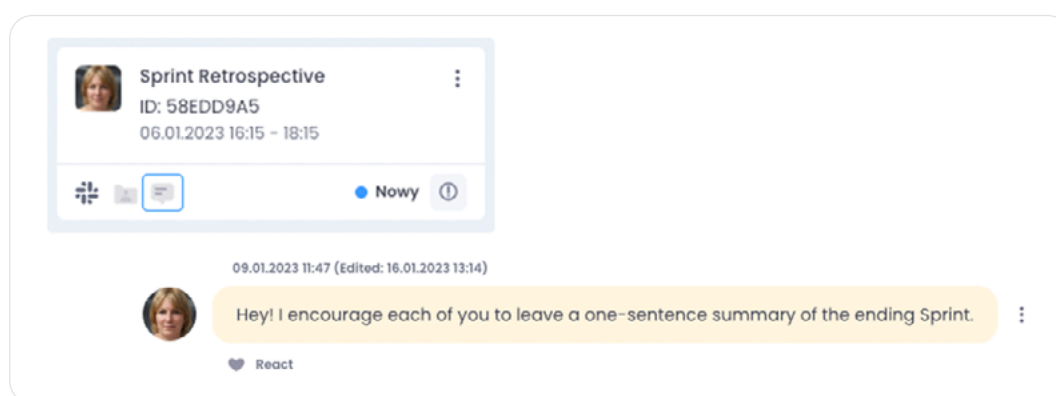 Sprint Retrospective
ID: 58EDD9A5
06.01.2023 16:15 - 18:15
Nowy
09.01.2023 11:47 (Edited: 16.01.2023 13:14)
Hey! I encourage each of you to leave a one-sentence summary of the ending Sprint.
React